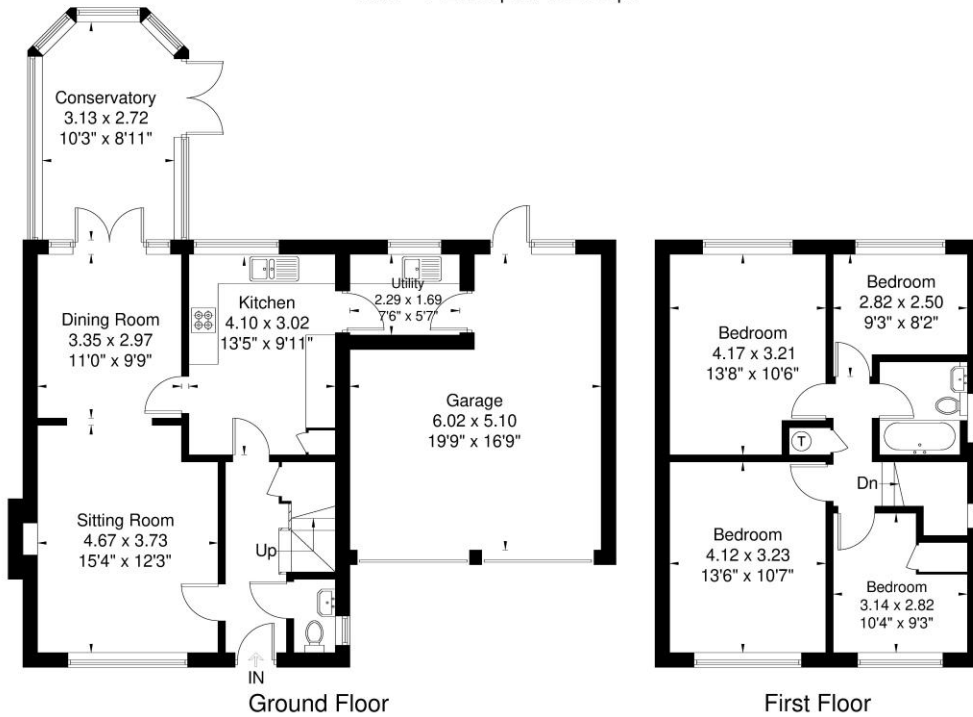 Conservatory
3.13 x 2.72
10'3" x 8'11"
Dining Room
3.35 x 2.97
11'0" x 9'9"
Kitchen
4.10 x 3.02
13'5" x 9'11"
Utility
2.29 x 1.69
7'6" x 5'7"
Garage
6.02 x 5.10
19'9" x 16'9"
Sitting Room
4.67 x 3.73
15'4" x 12'3"
Up
IN
Ground Floor
Bedroom
4.17 x 3.21
13'8" x 10'6"
Bedroom
2.82 x 2.50
9'3" x 8'2"
T
Dn
Bedroom
4.12 x 3.23
13'6" x 10'7"
Bedroom
3.14 x 2.82
10'4" x 9'3"
First Floor